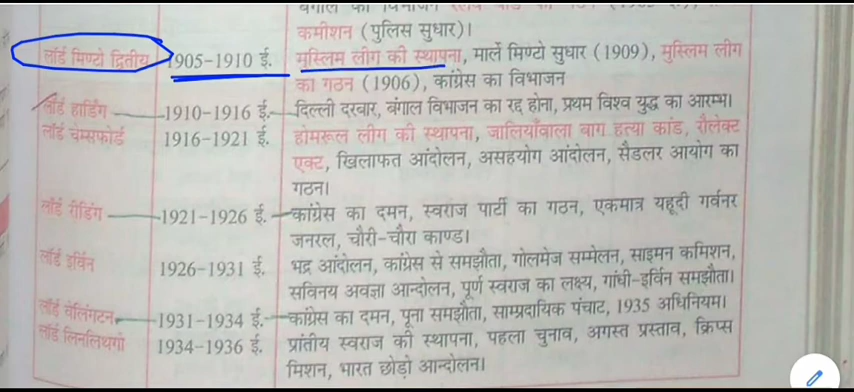 कमीशन (पुलिस सुधार)।
लॉर्ड मिण्टो द्वितीय 1905-1910 ई. मुस्लिम लीग की स्थापना, मार्ले मिण्टो सुधार (1909), मुस्लिम लीग
का गठन (1906), कांग्रेस का विभाजन
लॉर्ड हार्डिंग 1910-1916 ई. दिल्ली दरबार, बंगाल विभाजन का रद्द होना, प्रथम विश्व युद्ध का आरम्भ।
लॉर्ड चेम्सफोर्ड 1916-1921 ई. होमरूल लीग की स्थापना, जालियाँवाला बाग हत्या कांड, रौलेक्ट
एक्ट, खिलाफत आंदोलन, असहयोग आंदोलन, सैडलर आयोग का
गठन।
लॉर्ड रीडिंग 1921-1926 ई. कांग्रेस का दमन, स्वराज पार्टी का गठन, एकमात्र यहूदी गर्वनर
जनरल, चौरी-चौरा काण्ड।
लॉर्ड इर्विन 1926-1931 ई. भद्र आंदोलन, कांग्रेस से समझौता, गोलमेज सम्मेलन, साइमन कमिशन,
सविनय अवज्ञा आन्दोलन, पूर्ण स्वराज का लक्ष्य, गांधी-इर्विन समझौता।
लॉर्ड वेलिंगटन 1931-1934 ई. कांग्रेस का दमन, पूना समझौता, साम्प्रदायिक पंचाट, 1935 अधिनियम।
लॉर्ड लिनलिथगो 1934-1936 ई. प्रांतीय स्वराज की स्थापना, पहला चुनाव, अगस्त प्रस्ताव, क्रिप्स
मिशन, भारत छोड़ो आन्दोलन।